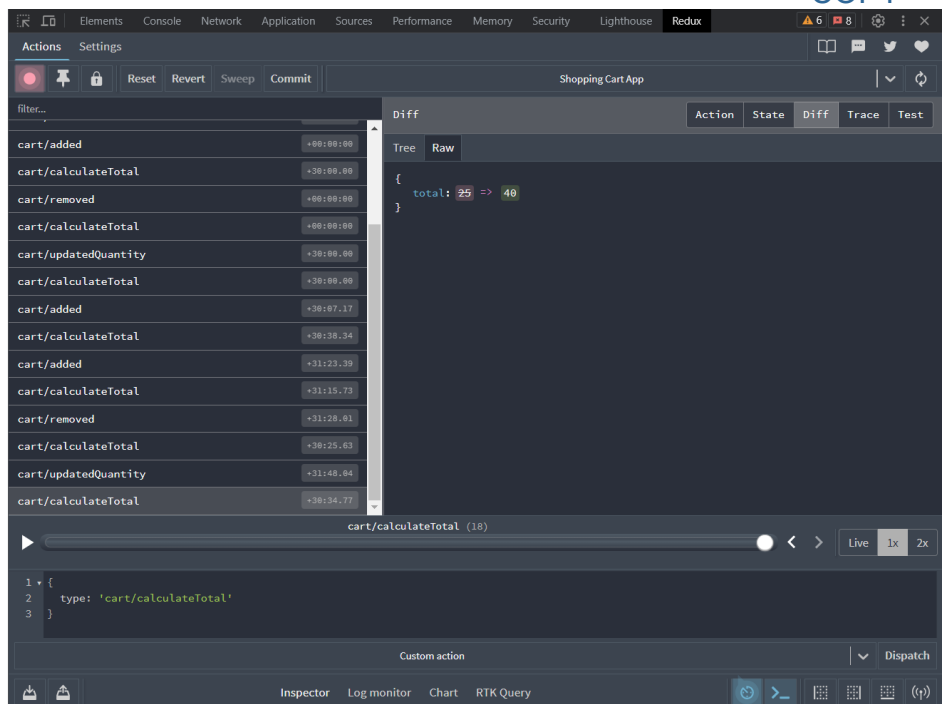 Elements Console Network Application Sources Performance Memory Security Lighthouse Redux 6 8
Actions Settings
Reset Revert Sweep Commit Shopping Cart App
filter...
Diff Action State Diff Trace Test
Tree Raw
cart/added +00:00:00
cart/calculateTotal +30:00.00
cart/removed +00:00:00
cart/calculateTotal +00:00:00
cart/updatedQuantity +30:00.00
cart/calculateTotal +30:00.00
cart/added +30:07.17
cart/calculateTotal +30:38.34
cart/added +31:23.39
cart/calculateTotal +31:15.73
cart/removed +31:28.01
cart/calculateTotal +30:25.63
cart/updatedQuantity +31:48.04
cart/calculateTotal +30:34.77
{
total: 25 => 40
}
cart/calculateTotal (18)
Live 1x 2x
1 {
2 type: 'cart/calculateTotal'
3 }
Custom action Dispatch
Inspector Log monitor Chart RTK Query